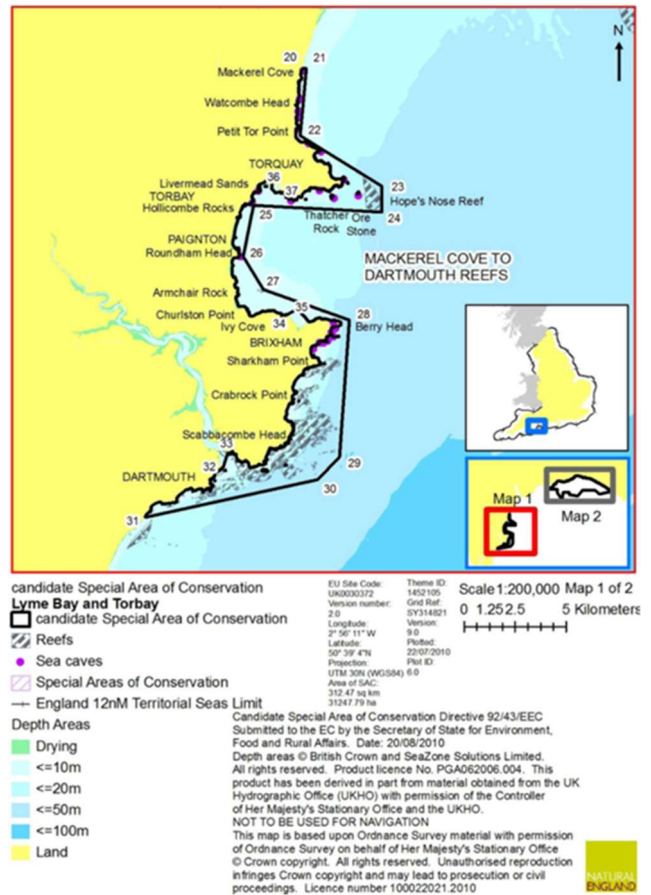 N
20 21
Mackerel Cove
Watcombe Head
Petit Tor Point 22
TORQUAY
36
Livermead Sands
37
23
TORBAY
Hope's Nose Reef
Hollicombe Rocks
24
25
Thatcher Ore
Rock Stone
PAIGNTON
Roundham Head 26
MACKEREL COVE TO
DARTMOUTH REEFS
27
Armchair Rock
35
Churlston Point
28
Ivy Cove 34
Berry Head
BRIXHAM
Sharkham Point
Crabrock Point
Scabbacombe Head
33
29
32
DARTMOUTH
30
31
Map 1
Map 2
candidate Special Area of Conservation
Lyme Bay and Torbay
candidate Special Area of Conservation
Reefs
Sea caves
Special Areas of Conservation
England 12nM Territorial Seas Limit
Depth Areas
Drying
<=10m
<=20m
<=50m
<=100m
Land
EU Site Code:
UK0030372
Version number:
2.0
Longitude:
2° 56' 11" W
Latitude:
50° 39' 4"N
Projection:
UTM 30N (WGS84)
Area of SAC:
312.47 sq km
31247.79 ha
Theme ID:
1452105
Grid Ref:
SY314821
Version:
9.0
Plotted:
22/07/2010
Plot ID:
6.0
Scale 1:200,000 Map 1 of 2
0 1.25 2.5 5 Kilometers
Candidate Special Area of Conservation Directive 92/43/EEC
Submitted to the EC by the Secretary of State for Environment,
Food and Rural Affairs. Date: 20/08/2010
Depth areas © British Crown and SeaZone Solutions Limited.
All rights reserved. Product licence No. PGA062006.004. This
product has been derived in part from material obtained from the UK
Hydrographic Office (UKHO) with permission of the Controller
of Her Majesty's Stationary Office and the UKHO.
NOT TO BE USED FOR NAVIGATION
This map is based upon Ordnance Survey material with permission
of Ordnance Survey on behalf of Her Majesty's Stationary Office
© Crown copyright. All rights reserved. Unauthorised reproduction
infringes Crown copyright and may lead to prosecution or civil
proceedings. Licence number 100022021.2010
NATURAL
ENGLAND